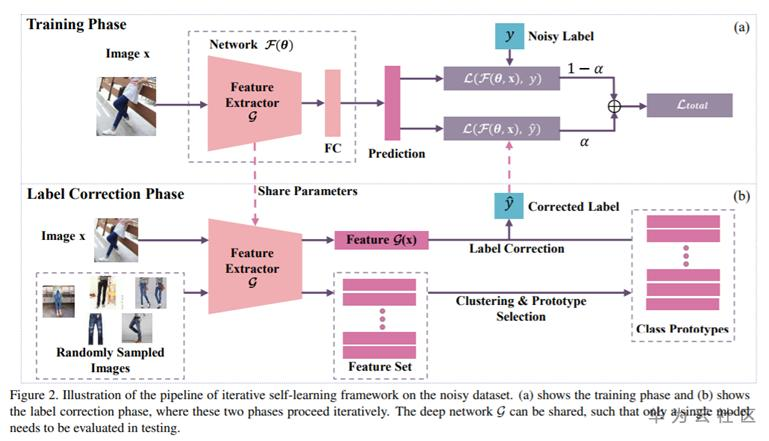 Training Phase
(a)
Image x
Network 𝓕(θ)
Feature
Extractor
𝒢
FC
Prediction
y
Noisy Label
ℒ(𝓕(θ, x), y)
1 − α
ℒ(𝓕(θ, x), ŷ)
α
ℒtotal
Share Parameters
Label Correction Phase
(b)
Image x
Feature
Extractor
𝒢
Feature 𝒢(x)
ŷ
Corrected Label
Label Correction
Randomly Sampled
Images
Feature Set
Clustering & Prototype
Selection
Class Prototypes
Figure 2. Illustration of the pipeline of iterative self-learning framework on the noisy dataset. (a) shows the training phase and (b) shows
the label correction phase, where these two phases proceed iteratively. The deep network 𝒢 can be shared, such that only a single model
needs to be evaluated in testing.
华为云社区